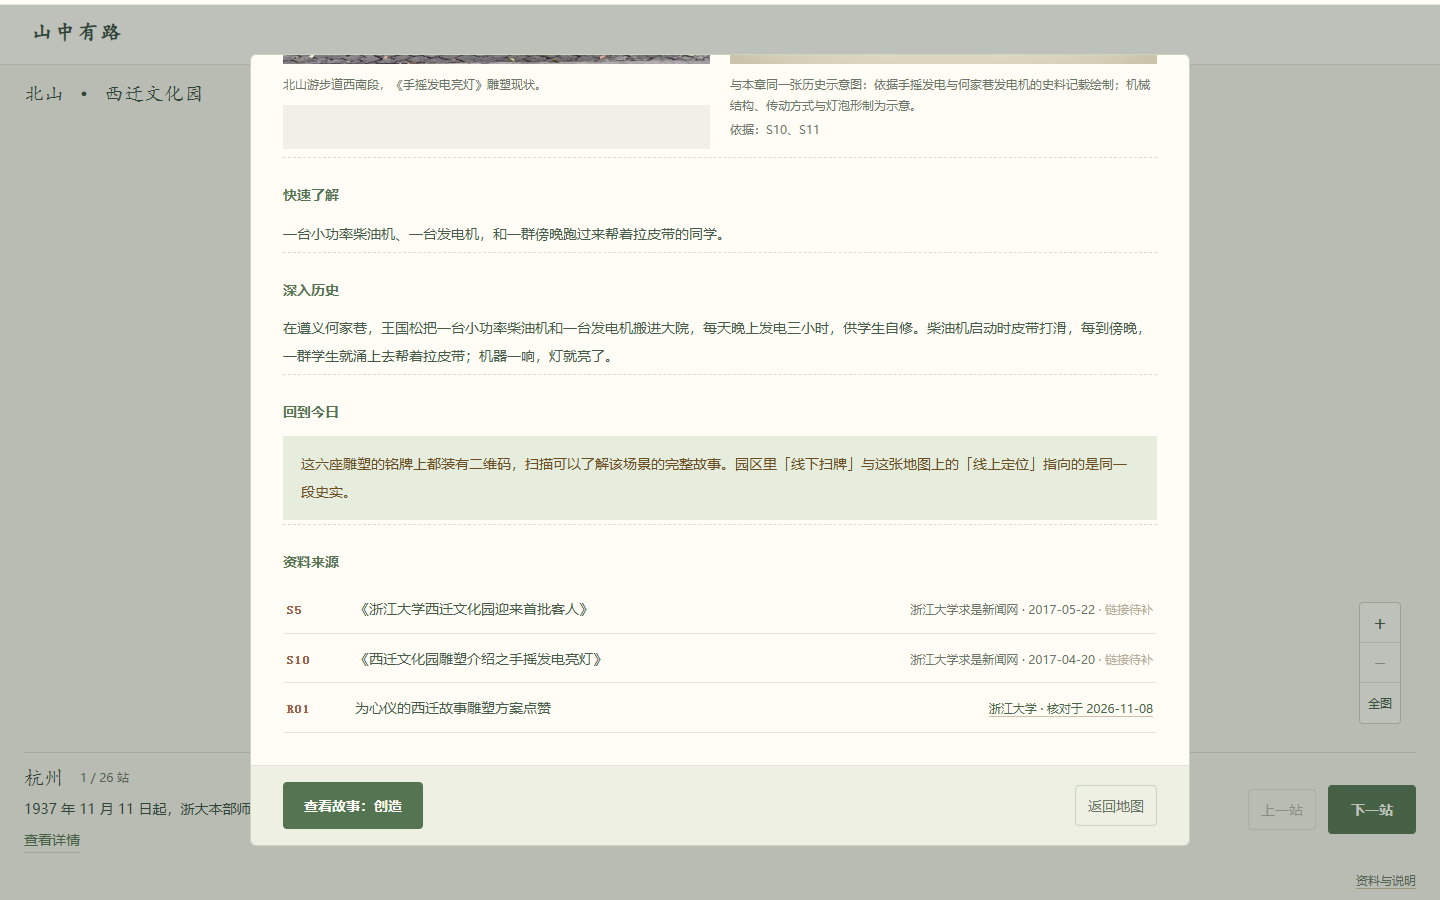 山中有路
北山 • 西迁文化园
北山游步道西南段，《手摇发电亮灯》雕塑现状。
与本章同一张历史示意图：依据手摇发电与何家巷发电机的史料记载绘制；机械
结构、传动方式与灯泡形制为示意。
依据：S10、S11
快速了解
一台小功率柴油机、一台发电机，和一群傍晚跑过来帮着拉皮带的同学。
深入历史
在遵义何家巷，王国松把一台小功率柴油机和一台发电机搬进大院，每天晚上发电三小时，供学生自修。柴油机启动时皮带打滑，每到傍晚，
一群学生就涌上去帮着拉皮带；机器一响，灯就亮了。
回到今日
这六座雕塑的铭牌上都装有二维码，扫描可以了解该场景的完整故事。园区里「线下扫牌」与这张地图上的「线上定位」指向的是同一
段史实。
资料来源
S5 《浙江大学西迁文化园迎来首批客人》 浙江大学求是新闻网 · 2017-05-22 · 链接待补
S10 《西迁文化园雕塑介绍之手摇发电亮灯》 浙江大学求是新闻网 · 2017-04-20 · 链接待补
R01 为心仪的西迁故事雕塑方案点赞 浙江大学 · 核对于 2026-11-08
查看故事：创造
返回地图
+
−
全图
杭州 1 / 26 站
1937 年 11 月 11 日起，浙大本部师
查看详情
上一站
下一站
资料与说明